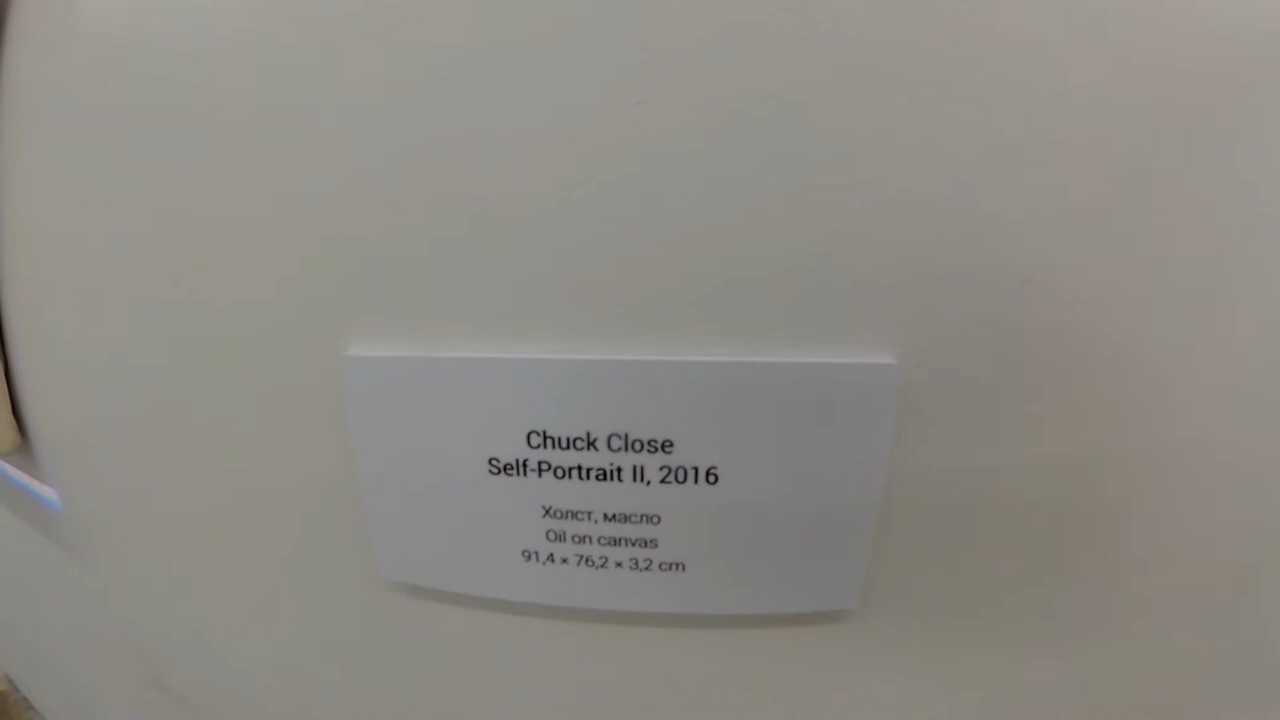 Chuck Close
Self-Portrait II, 2016
Холст, масло
Oil on canvas
91,4 × 76,2 × 3,2 cm